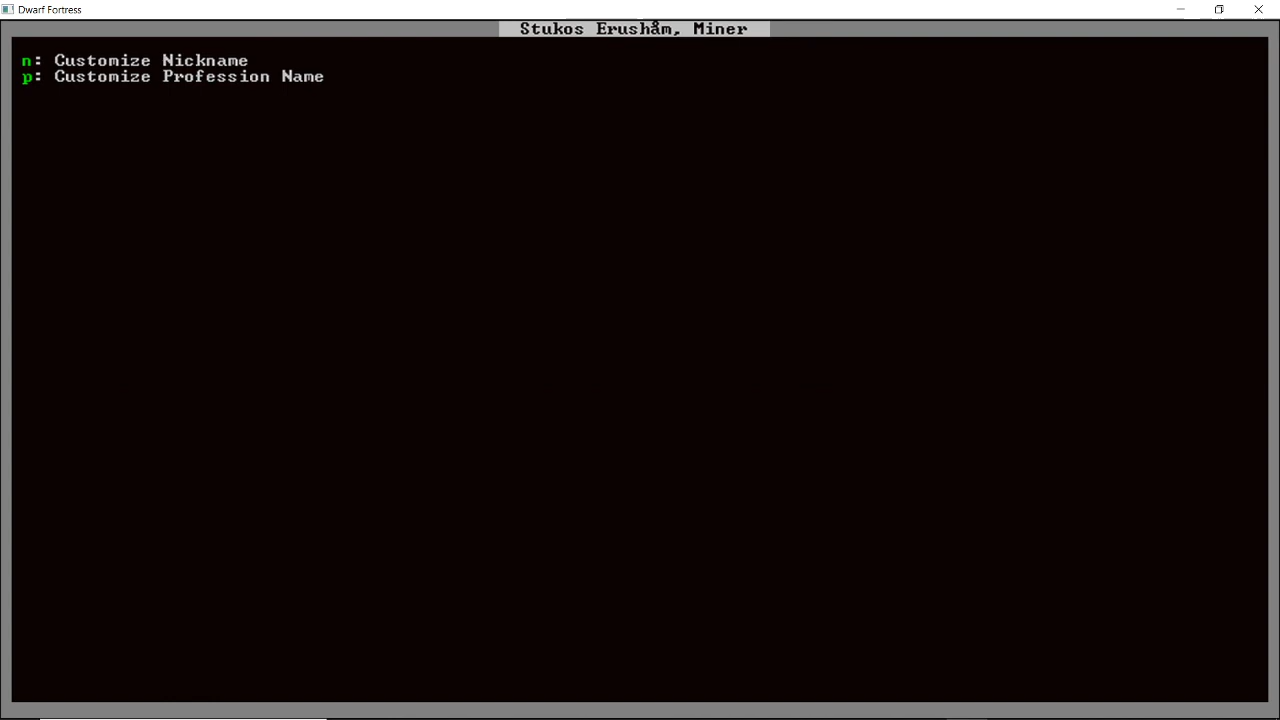 Dwarf Fortress
Stukos Erushåm, Miner
n: Customize Nickname
p: Customize Profession Name